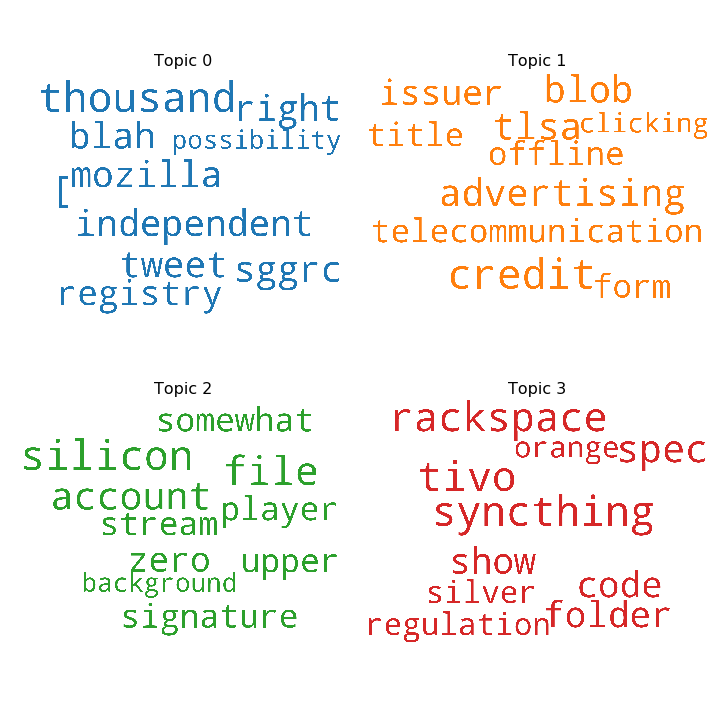 Topic 0
thousand right
blah possibility
[ mozilla
independent
tweet sggrc
registry
Topic 1
issuer blob
title tlsa clicking
offline
advertising
telecommunication
credit form
Topic 2
somewhat
silicon file
account player
stream
zero upper
background
signature
Topic 3
rackspace
orange spec
tivo
syncthing
show
silver code
regulation folder